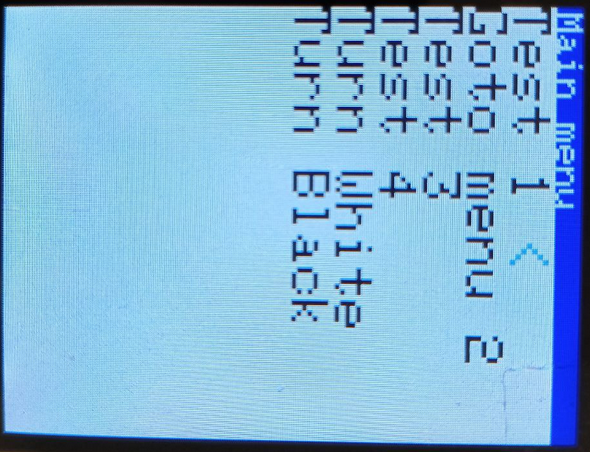 Main menu
Test 1 <
Goto menu 2
Test 3
Test 4
Turn White
Turn Black